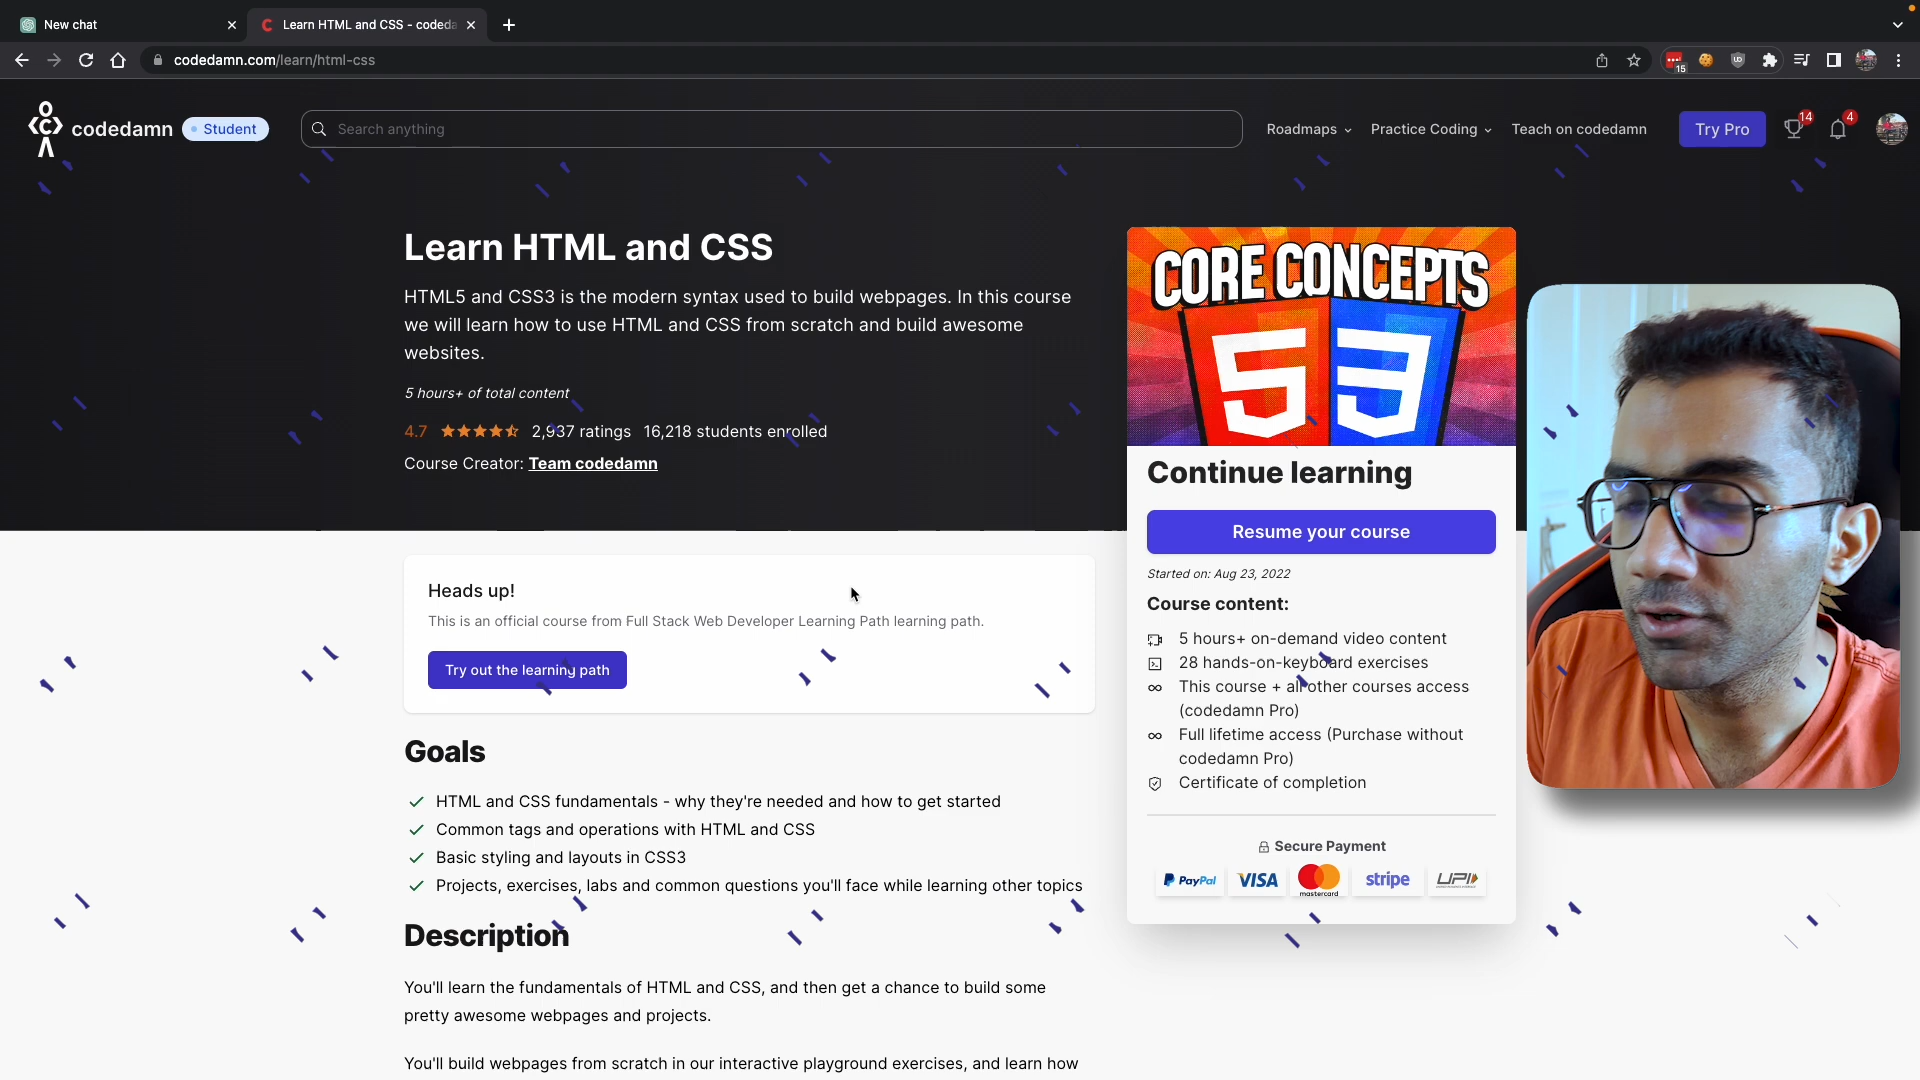 New chat
Learn HTML and CSS - codeda
codedamn.com/learn/html-css
15
codedamn
Student
Search anything
Roadmaps
Practice Coding
Teach on codedamn
Try Pro
14
4
Learn HTML and CSS
HTML5 and CSS3 is the modern syntax used to build webpages. In this course
we will learn how to use HTML and CSS from scratch and build awesome
websites.
5 hours+ of total content
4.7
2,937 ratings
16,218 students enrolled
Course Creator: Team codedamn
CORE CONCEPTS
5 3
Continue learning
Resume your course
Started on: Aug 23, 2022
Course content:
5 hours+ on-demand video content
28 hands-on-keyboard exercises
This course + all other courses access
(codedamn Pro)
Full lifetime access (Purchase without
codedamn Pro)
Certificate of completion
Secure Payment
PayPal
VISA
mastercard
stripe
UPI
Heads up!
This is an official course from Full Stack Web Developer Learning Path learning path.
Try out the learning path
Goals
HTML and CSS fundamentals - why they're needed and how to get started
Common tags and operations with HTML and CSS
Basic styling and layouts in CSS3
Projects, exercises, labs and common questions you'll face while learning other topics
Description
You'll learn the fundamentals of HTML and CSS, and then get a chance to build some
pretty awesome webpages and projects.
You'll build webpages from scratch in our interactive playground exercises, and learn how